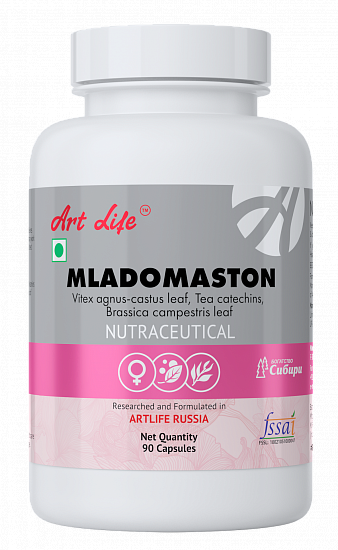 Art Life™
MLADOMASTON
Vitex agnus-castus leaf, Tea catechins,
Brassica campestris leaf
NUTRACEUTICAL
БОГАТСТВО
Сибири
Researched and Formulated in
ARTLIFE RUSSIA
Net Quantity
90 Capsules
fssai